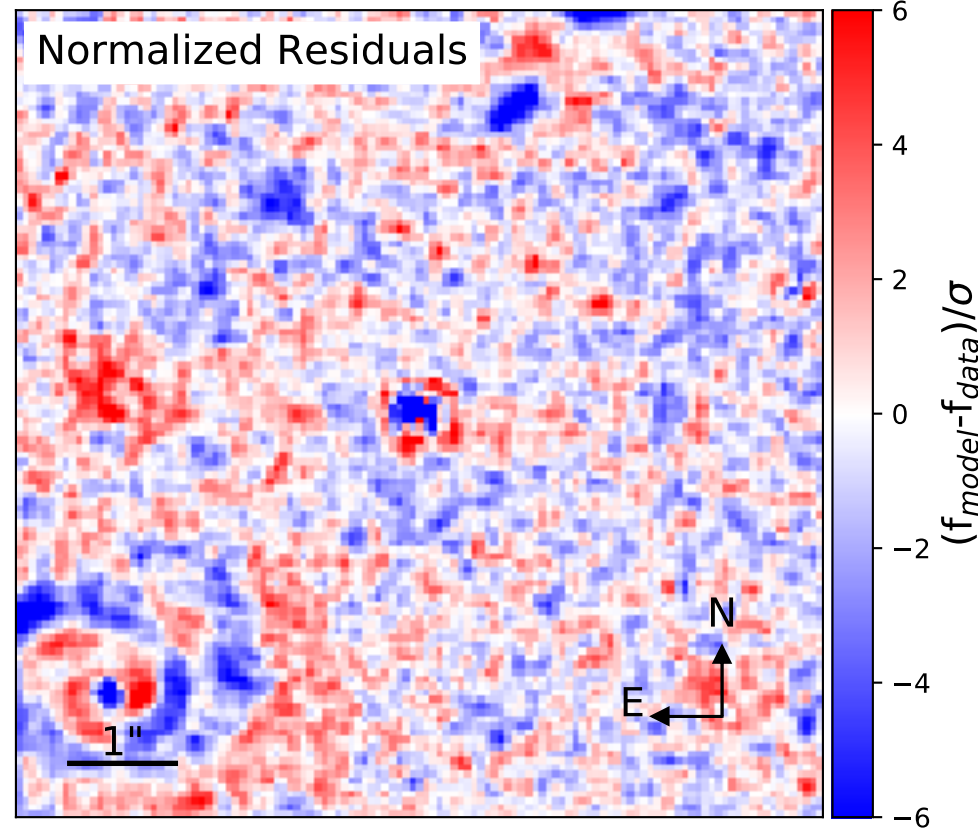 Normalized Residuals
6
4
2
0
−2
−4
−6
(f_model-f_data)/σ
N
E
1"